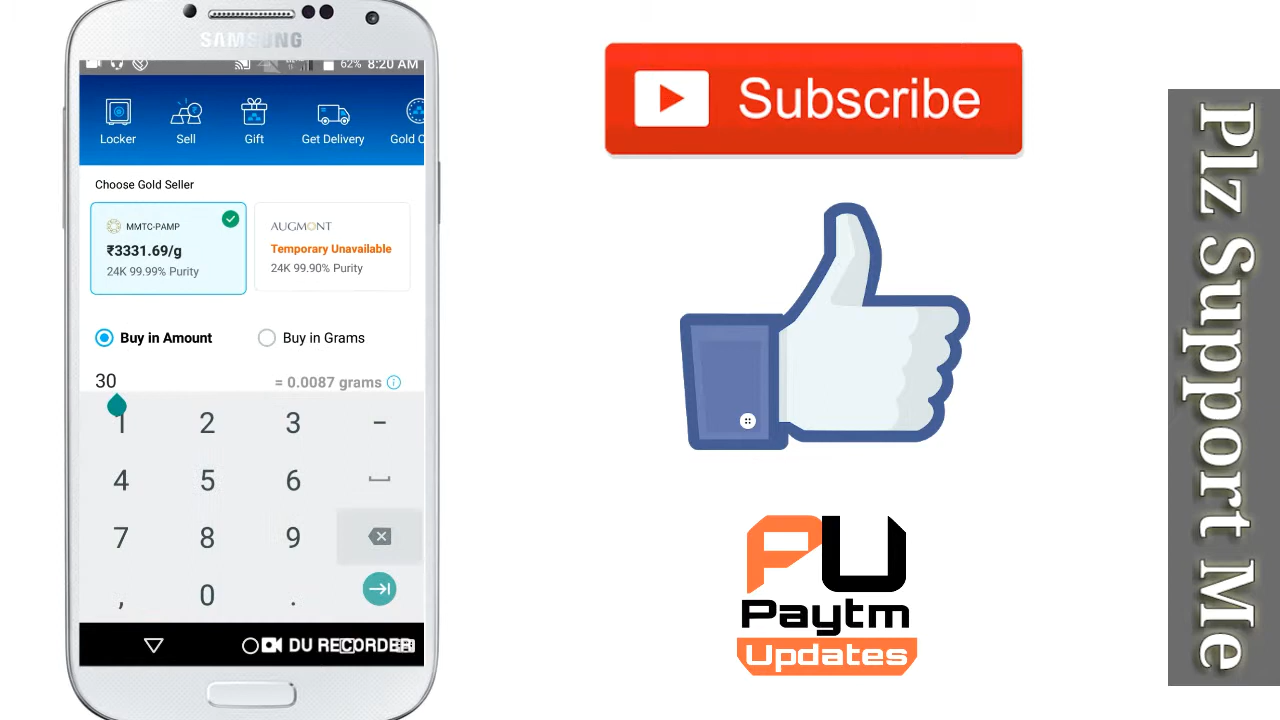 SAMSUNG
62% 8:20 AM
Locker
Sell
Gift
Get Delivery
Gold
Choose Gold Seller
MMTC-PAMP
₹3331.69/g
24K 99.99% Purity
AUGMONT
Temporary Unavailable
24K 99.90% Purity
Buy in Amount
Buy in Grams
30
= 0.0087 grams
1 2 3 -
4 5 6
7 8 9
, 0 .
DU RECORDER
Subscribe
PU
Paytm
Updates
Plz Support Me